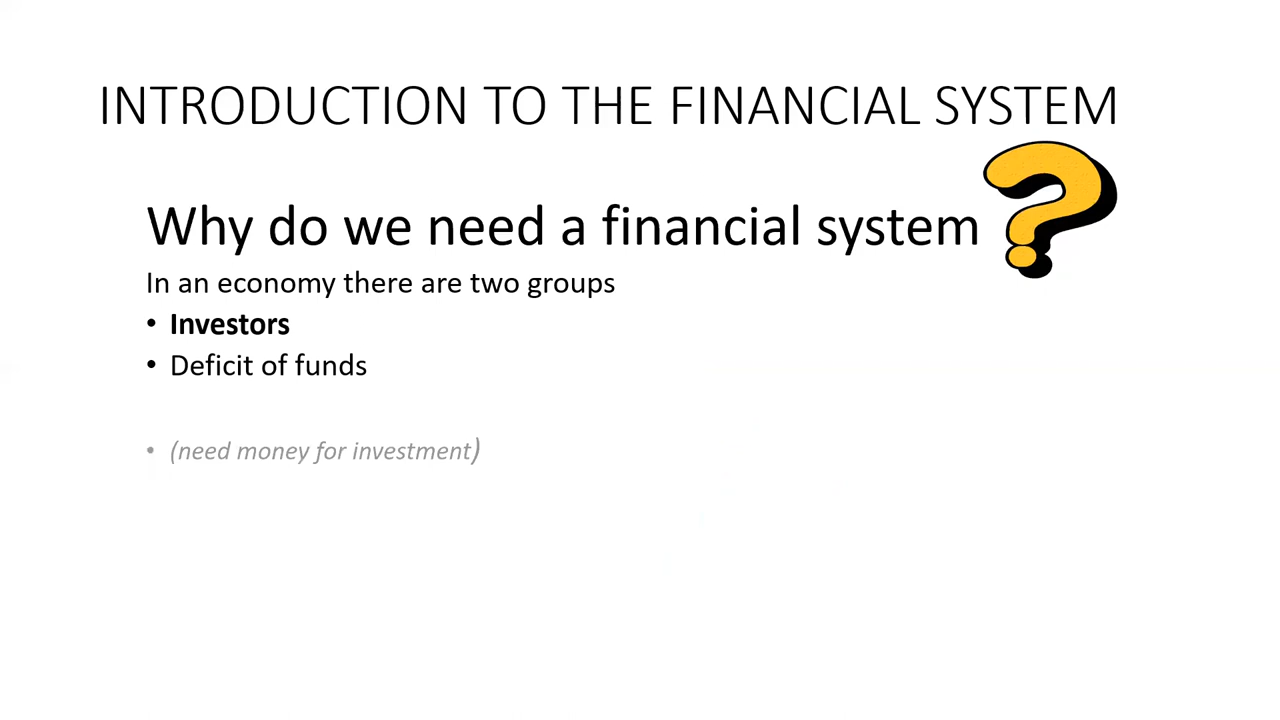 INTRODUCTION TO THE FINANCIAL SYSTEM
Why do we need a financial system ?
In an economy there are two groups
• Investors
• Deficit of funds
• (need money for investment)